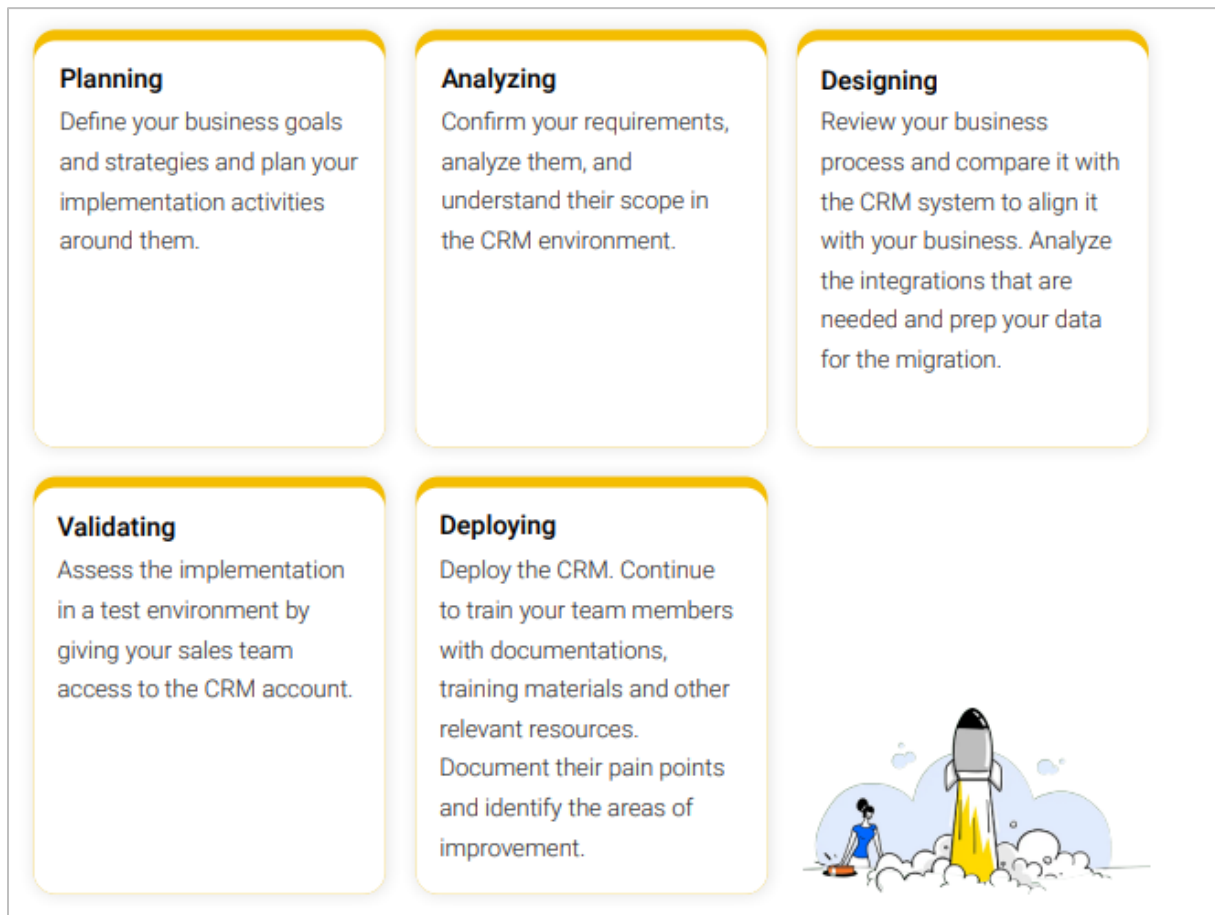 Planning
Define your business goals
and strategies and plan your
implementation activities
around them.
Analyzing
Confirm your requirements,
analyze them, and
understand their scope in
the CRM environment.
Designing
Review your business
process and compare it with
the CRM system to align it
with your business. Analyze
the integrations that are
needed and prep your data
for the migration.
Validating
Assess the implementation
in a test environment by
giving your sales team
access to the CRM account.
Deploying
Deploy the CRM. Continue
to train your team members
with documentations,
training materials and other
relevant resources.
Document their pain points
and identify the areas of
improvement.